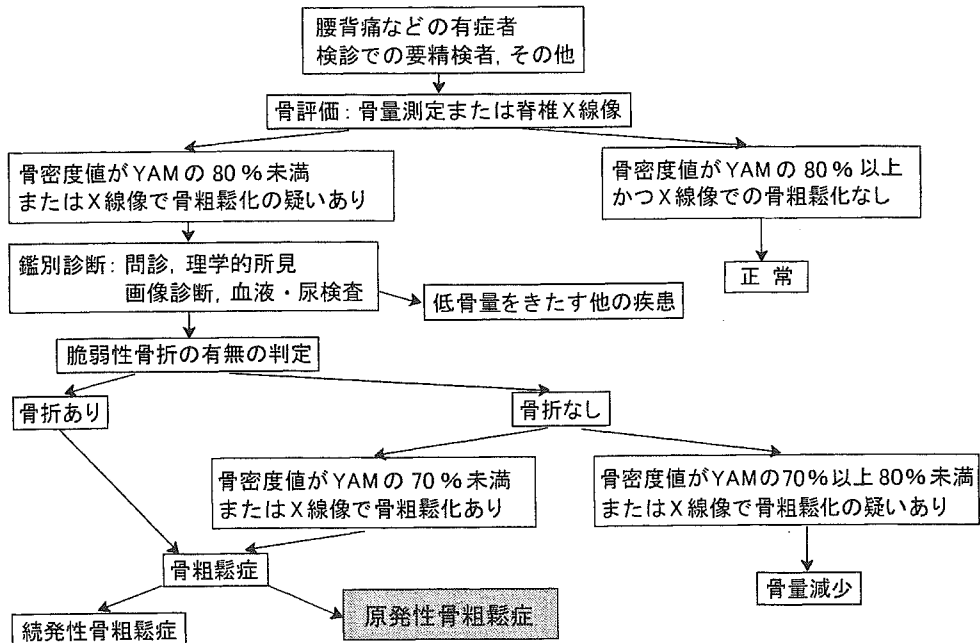 腰背痛などの有症者
検診での要精検者, その他
骨評価: 骨量測定または脊椎X線像
骨密度値がYAMの80%未満
またはX線像で骨粗鬆化の疑いあり
骨密度値がYAMの80%以上
かつX線像での骨粗鬆化なし
鑑別診断: 問診, 理学的所見
画像診断, 血液・尿検査
正常
低骨量をきたす他の疾患
脆弱性骨折の有無の判定
骨折あり
骨折なし
骨密度値がYAMの70%未満
またはX線像で骨粗鬆化あり
骨密度値がYAMの70%以上80%未満
またはX線像で骨粗鬆化の疑いあり
骨粗鬆症
骨量減少
続発性骨粗鬆症
原発性骨粗鬆症